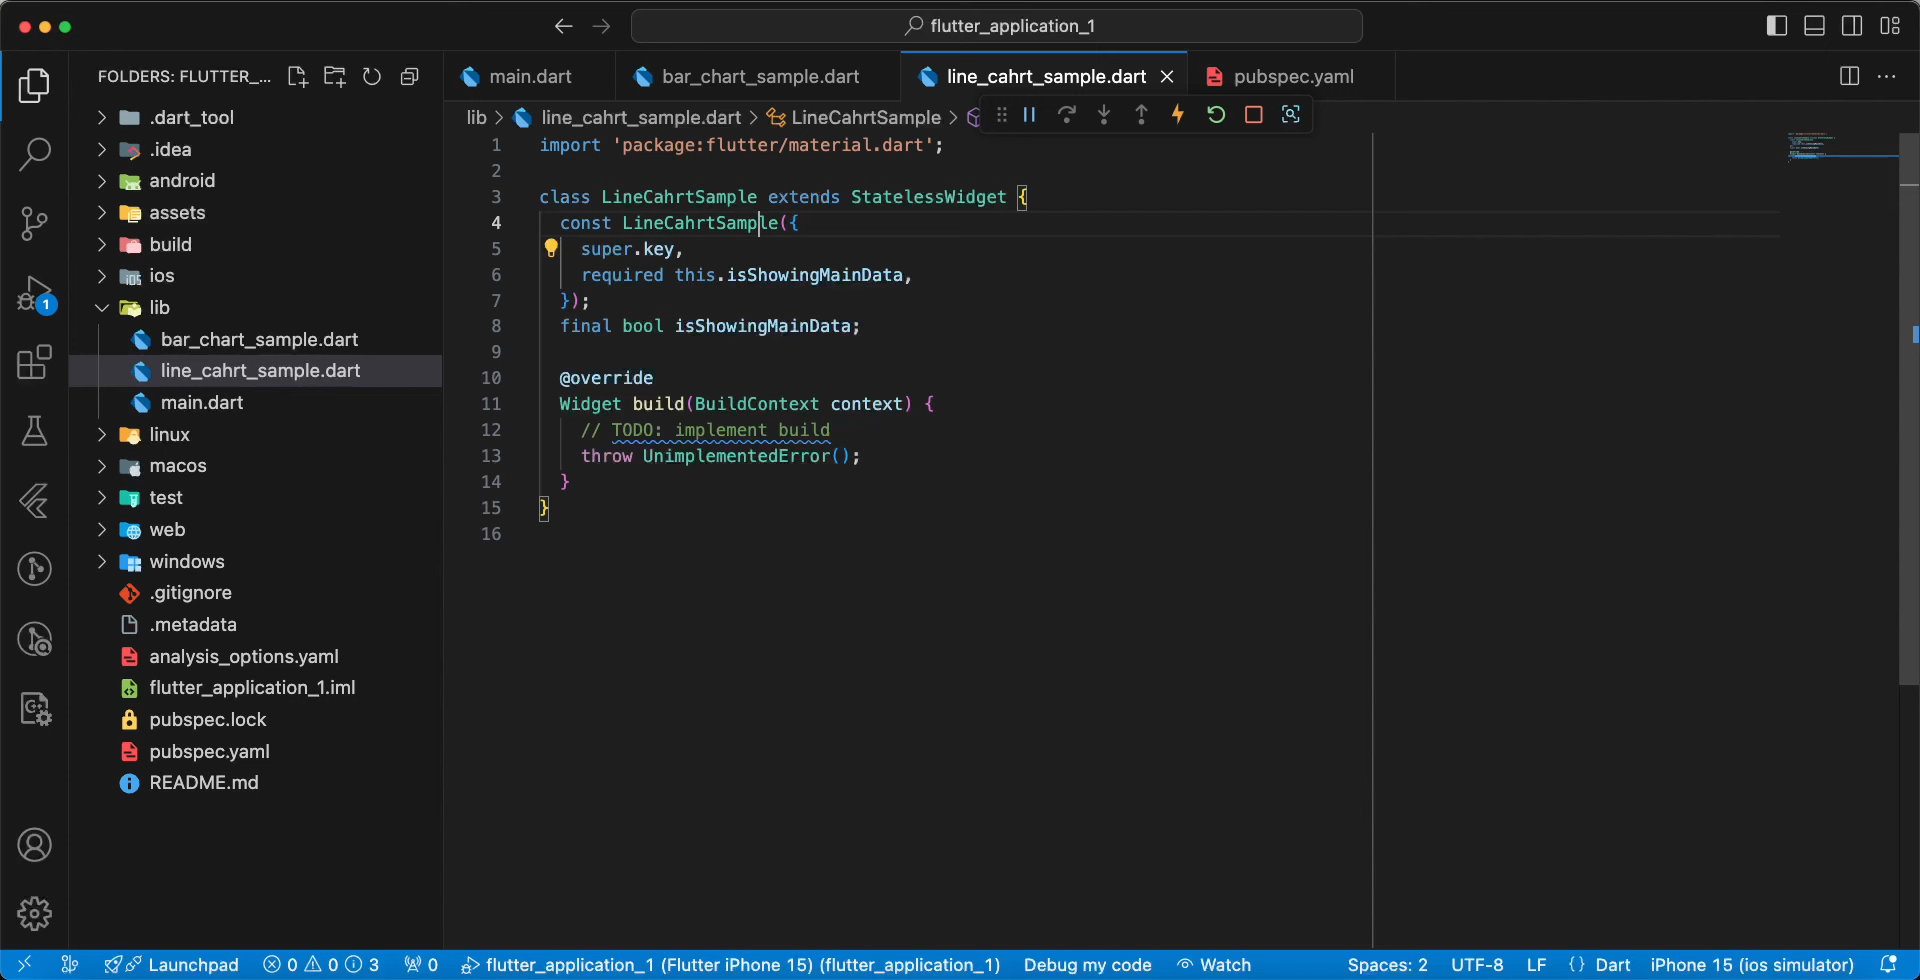 flutter_application_1
FOLDERS: FLUTTER_...
main.dart
bar_chart_sample.dart
line_cahrt_sample.dart
pubspec.yaml
lib > line_cahrt_sample.dart > LineCahrtSample >
.dart_tool
.idea
android
assets
build
ios
lib
bar_chart_sample.dart
line_cahrt_sample.dart
main.dart
linux
macos
test
web
windows
.gitignore
.metadata
analysis_options.yaml
flutter_application_1.iml
pubspec.lock
pubspec.yaml
README.md
1
1 import 'package:flutter/material.dart';
2
3 class LineCahrtSample extends StatelessWidget {
4 const LineCahrtSample({
5 super.key,
6 required this.isShowingMainData,
7 });
8 final bool isShowingMainData;
9
10 @override
11 Widget build(BuildContext context) {
12 // TODO: implement build
13 throw UnimplementedError();
14 }
15 }
16
Launchpad 0 0 3 0 flutter_application_1 (Flutter iPhone 15) (flutter_application_1) Debug my code Watch Spaces: 2 UTF-8 LF {} Dart iPhone 15 (ios simulator)